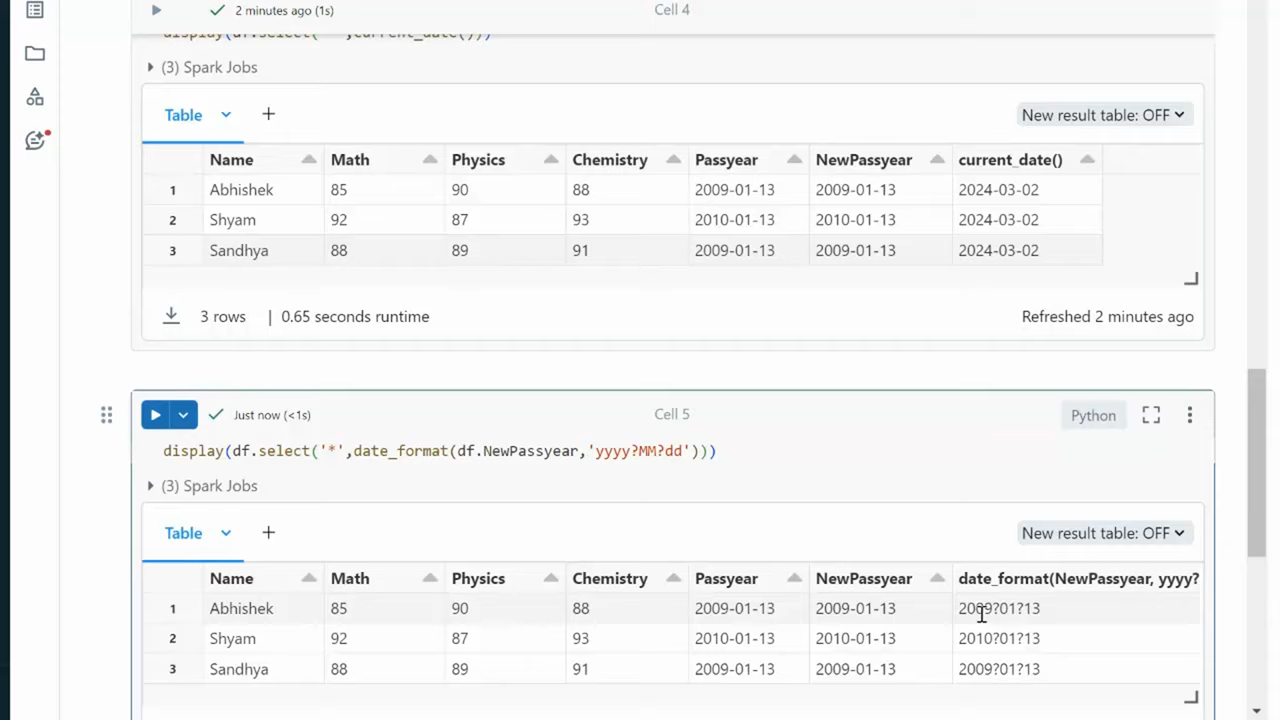 2 minutes ago (1s)
Cell 4
display(df.select('*',current_date()))
(3) Spark Jobs
Table
New result table: OFF
Name Math Physics Chemistry Passyear NewPassyear current_date()
1 Abhishek 85 90 88 2009-01-13 2009-01-13 2024-03-02
2 Shyam 92 87 93 2010-01-13 2010-01-13 2024-03-02
3 Sandhya 88 89 91 2009-01-13 2009-01-13 2024-03-02
3 rows | 0.65 seconds runtime
Refreshed 2 minutes ago
Just now (<1s)
Cell 5
Python
display(df.select('*',date_format(df.NewPassyear,'yyyy?MM?dd')))
(3) Spark Jobs
Table
New result table: OFF
Name Math Physics Chemistry Passyear NewPassyear date_format(NewPassyear, yyyy?
1 Abhishek 85 90 88 2009-01-13 2009-01-13 2009?01?13
2 Shyam 92 87 93 2010-01-13 2010-01-13 2010?01?13
3 Sandhya 88 89 91 2009-01-13 2009-01-13 2009?01?13